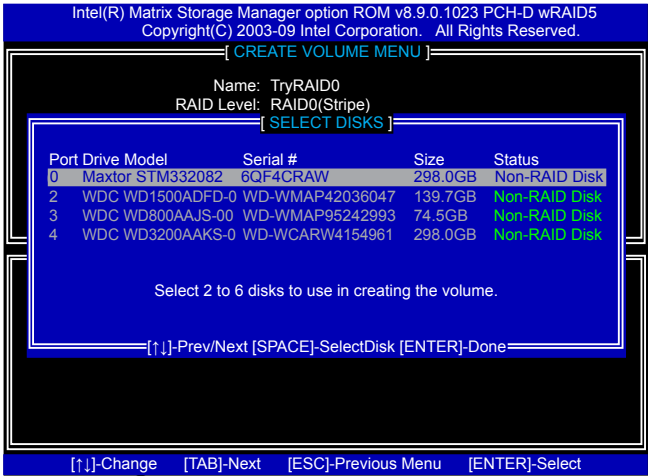 Intel(R) Matrix Storage Manager option ROM v8.9.0.1023 PCH-D wRAID5
Copyright(C) 2003-09 Intel Corporation. All Rights Reserved.
[ CREATE VOLUME MENU ]
Name: TryRAID0
RAID Level: RAID0(Stripe)
[ SELECT DISKS ]
Port Drive Model Serial # Size Status
0 Maxtor STM332082 6QF4CRAW 298.0GB Non-RAID Disk
2 WDC WD1500ADFD-0 WD-WMAP42036047 139.7GB Non-RAID Disk
3 WDC WD800AAJS-00 WD-WMAP95242993 74.5GB Non-RAID Disk
4 WDC WD3200AAKS-0 WD-WCARW4154961 298.0GB Non-RAID Disk
Select 2 to 6 disks to use in creating the volume.
[↑↓]-Prev/Next [SPACE]-SelectDisk [ENTER]-Done
[↑↓]-Change [TAB]-Next [ESC]-Previous Menu [ENTER]-Select